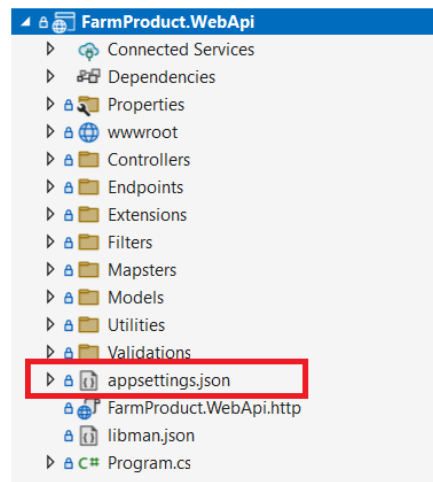 FarmProduct.WebApi
Connected Services
Dependencies
Properties
wwwroot
Controllers
Endpoints
Extensions
Filters
Mapsters
Models
Utilities
Validations
appsettings.json
FarmProduct.WebApi.http
libman.json
C# Program.cs